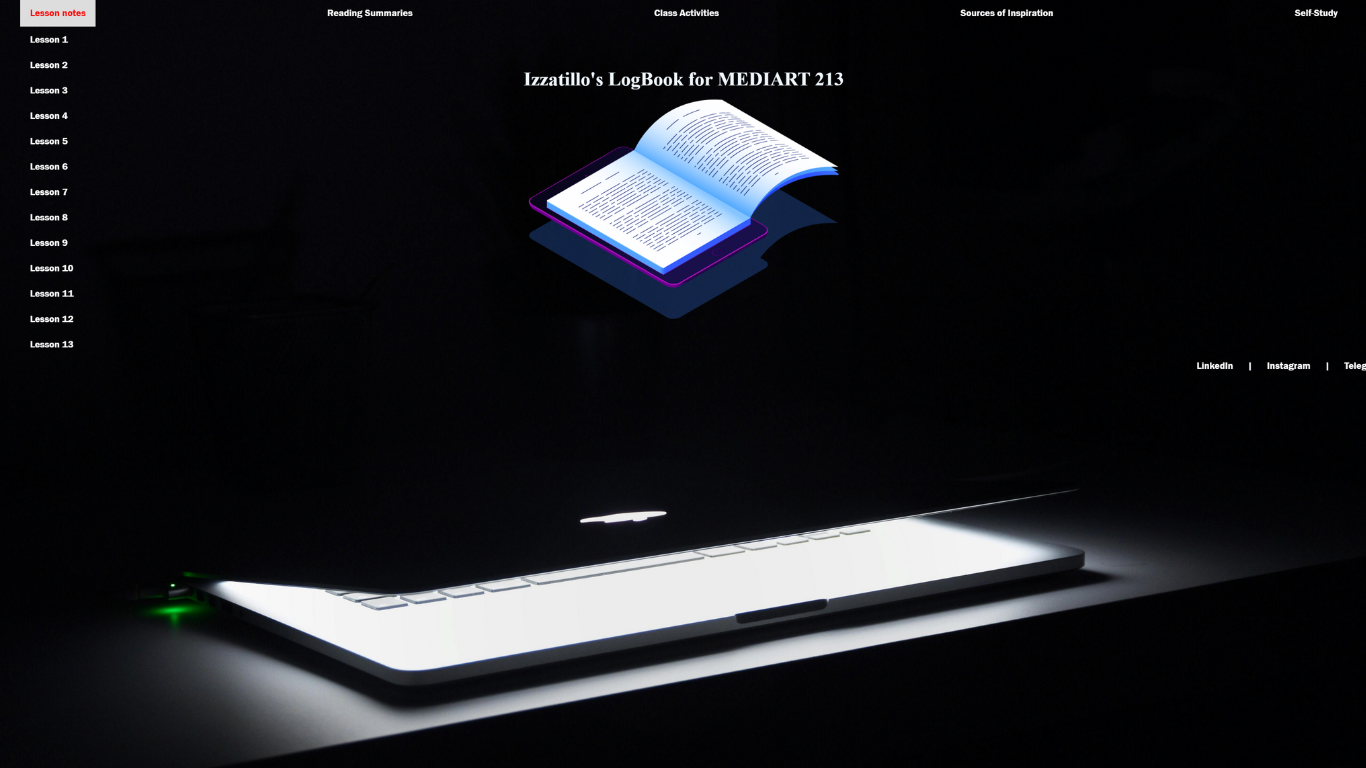 Lesson notes Reading Summaries Class Activities Sources of Inspiration Self-Study
Lesson 1
Lesson 2
Lesson 3
Lesson 4
Lesson 5
Lesson 6
Lesson 7
Lesson 8
Lesson 9
Lesson 10
Lesson 11
Lesson 12
Lesson 13
Izzatillo's LogBook for MEDIART 213
LinkedIn | Instagram | Teleg